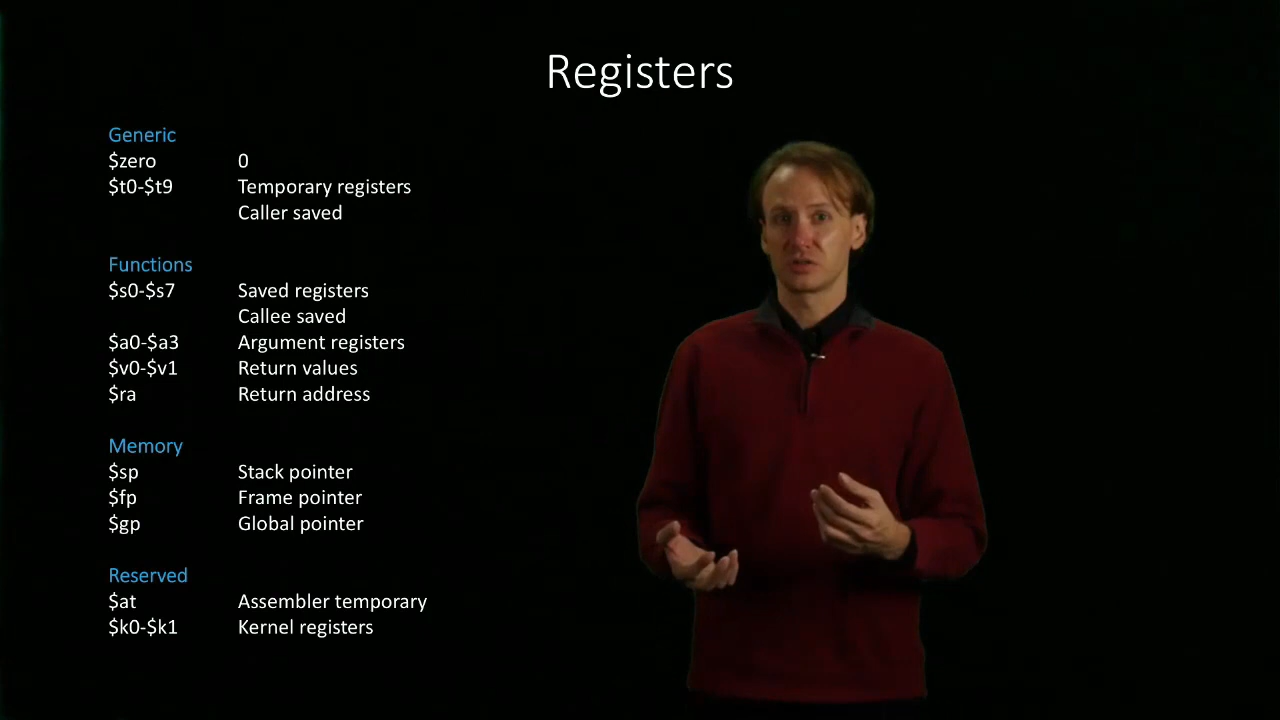 Registers
Generic
$zero 0
$t0-$t9 Temporary registers
Caller saved
Functions
$s0-$s7 Saved registers
Callee saved
$a0-$a3 Argument registers
$v0-$v1 Return values
$ra Return address
Memory
$sp Stack pointer
$fp Frame pointer
$gp Global pointer
Reserved
$at Assembler temporary
$k0-$k1 Kernel registers